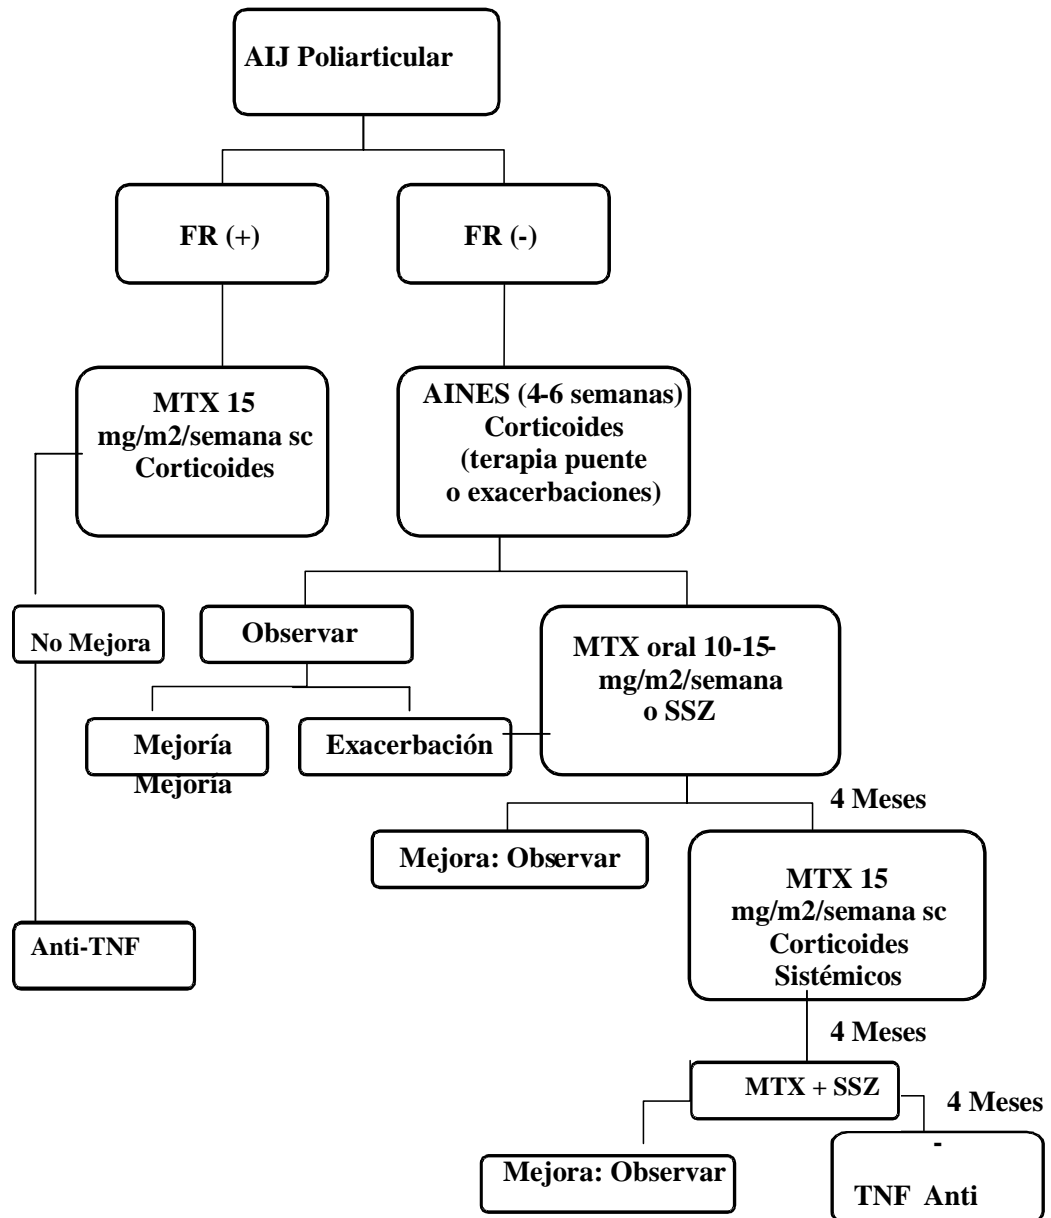 AIJ Poliarticular
FR (+)
FR (-)
MTX 15
mg/m2/semana sc
Corticoides
AINES (4-6 semanas)
Corticoides
(terapia puente
o exacerbaciones)
No Mejora
Observar
MTX oral 10-15-
mg/m2/semana
o SSZ
Mejoría
Mejoría
Exacerbación
4 Meses
Mejora: Observar
MTX 15
mg/m2/semana sc
Corticoides
Sistémicos
Anti-TNF
4 Meses
MTX + SSZ
4 Meses
Mejora: Observar
-
TNF Anti